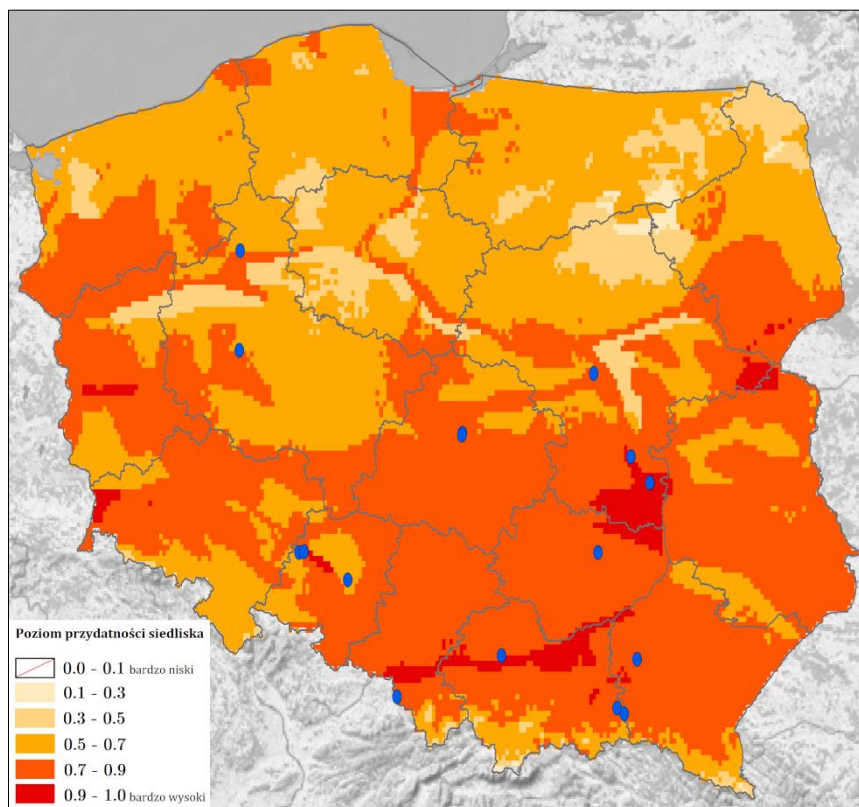 Poziom przydatności siedliska
0.0 - 0.1 bardzo niski
0.1 - 0.3
0.3 - 0.5
0.5 - 0.7
0.7 - 0.9
0.9 - 1.0 bardzo wysoki